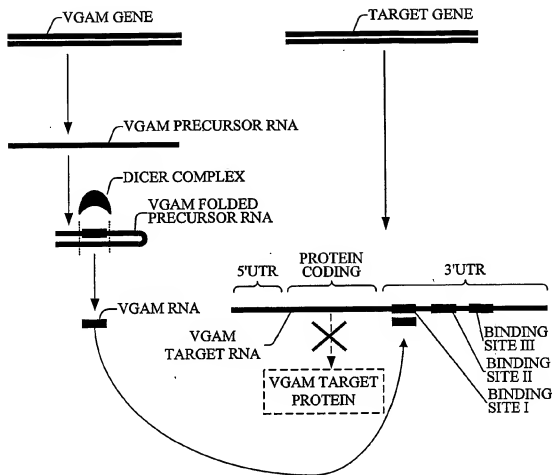 VGAM GENE
TARGET GENE
VGAM PRECURSOR RNA
DICER COMPLEX
VGAM FOLDED
PRECURSOR RNA
PROTEIN
CODING
5'UTR
3'UTR
VGAM RNA
VGAM
TARGET RNA
BINDING
SITE III
BINDING
SITE II
BINDING
SITE I
VGAM TARGET
PROTEIN